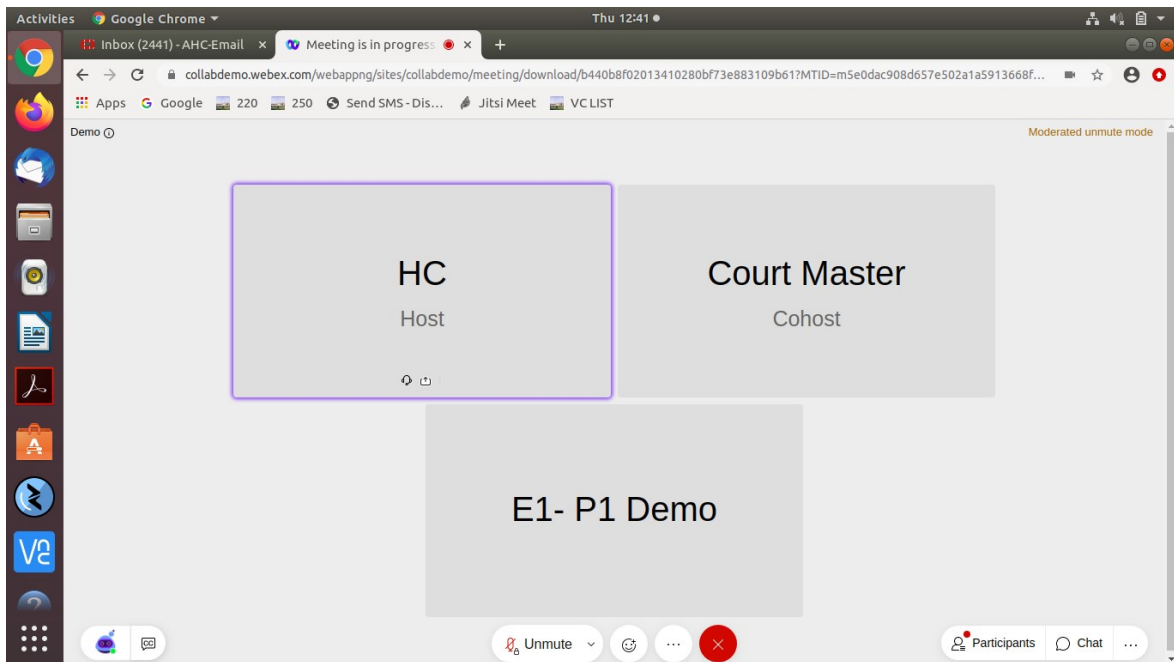 Activities Google Chrome Thu 12:41
Inbox (2441) - AHC-Email Meeting is in progress
collabdemo.webex.com/webappng/sites/collabdemo/meeting/download/b440b8f02013410280bf73e883109b61?MTID=m5e0dac908d657e502a1a5913668f...
Apps Google 220 250 Send SMS - Dis... Jitsi Meet VC LIST
Demo Moderated unmute mode
HC Court Master
Host Cohost
E1- P1 Demo
CC Unmute Participants Chat